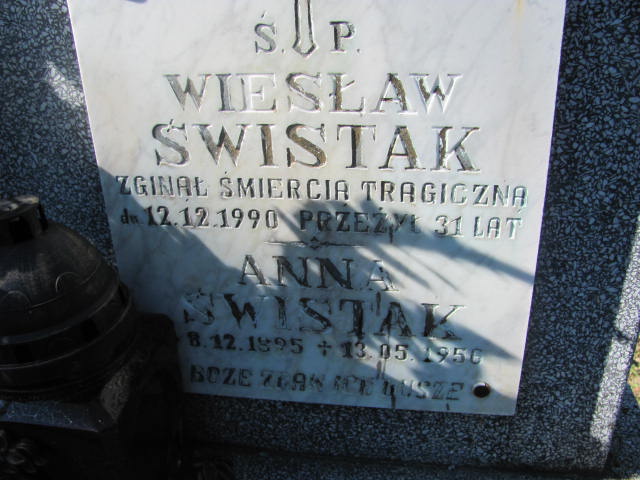 Ś. P.
WIESŁAW
ŚWISTAK
ZGINĄŁ ŚMIERCIĄ TRAGICZNĄ
dn. 12.12.1990 PRZEŻYŁ 31 LAT
ANNA
ŚWISTAK
* 8.12.1895 + 13.05.1956
BOŻE ZBAW ICH DUSZE